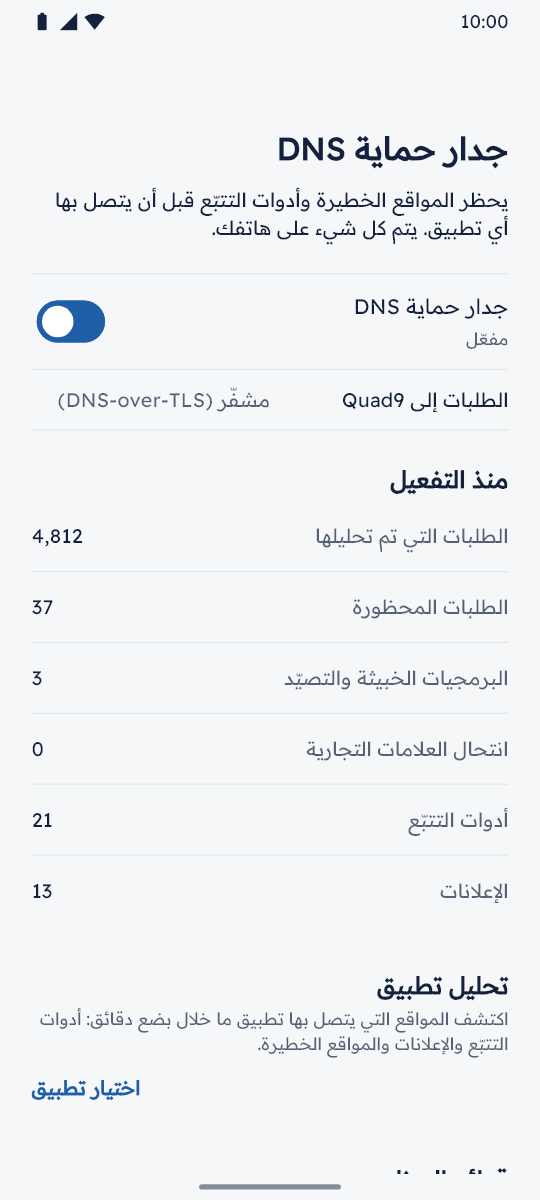 10:00
جدار حماية DNS
يحظر المواقع الخطيرة وأدوات التتبّع قبل أن يتصل بها
أي تطبيق. يتم كل شيء على هاتفك.
جدار حماية DNS
مفعّل
الطلبات إلى Quad9 مشفّر (DNS-over-TLS)
منذ التفعيل
الطلبات التي تم تحليلها 4,812
الطلبات المحظورة 37
البرمجيات الخبيثة والتصيّد 3
انتحال العلامات التجارية 0
أدوات التتبّع 21
الإعلانات 13
تحليل تطبيق
اكتشف المواقع التي يتصل بها تطبيق ما خلال بضع دقائق: أدوات
التتبّع والإعلانات والمواقع الخطيرة.
اختيار تطبيق